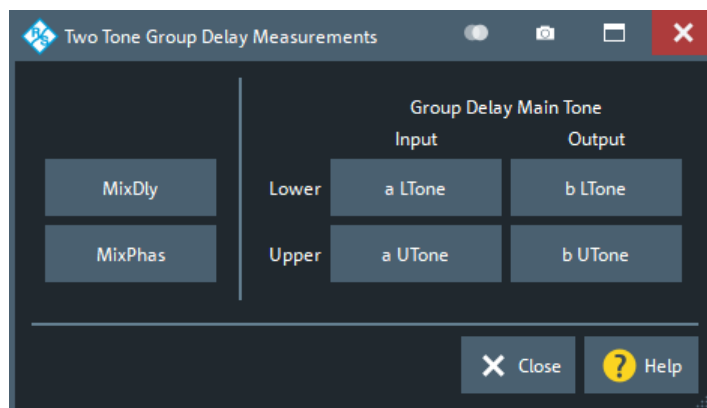 Two Tone Group Delay Measurements
Group Delay Main Tone
Input Output
MixDly Lower a LTone b LTone
MixPhas Upper a UTone b UTone
Close ? Help